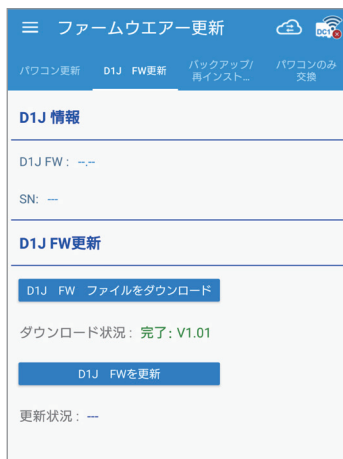 ファームウエアー更新
DC1
パワコン更新
D1J FW更新
バックアップ/
再インスト...
パワコンのみ
交換
D1J 情報
D1J FW : --.--
SN: ---
D1J FW更新
D1J FW ファイルをダウンロード
ダウンロード状況 : 完了: V1.01
D1J FWを更新
更新状況 : ---